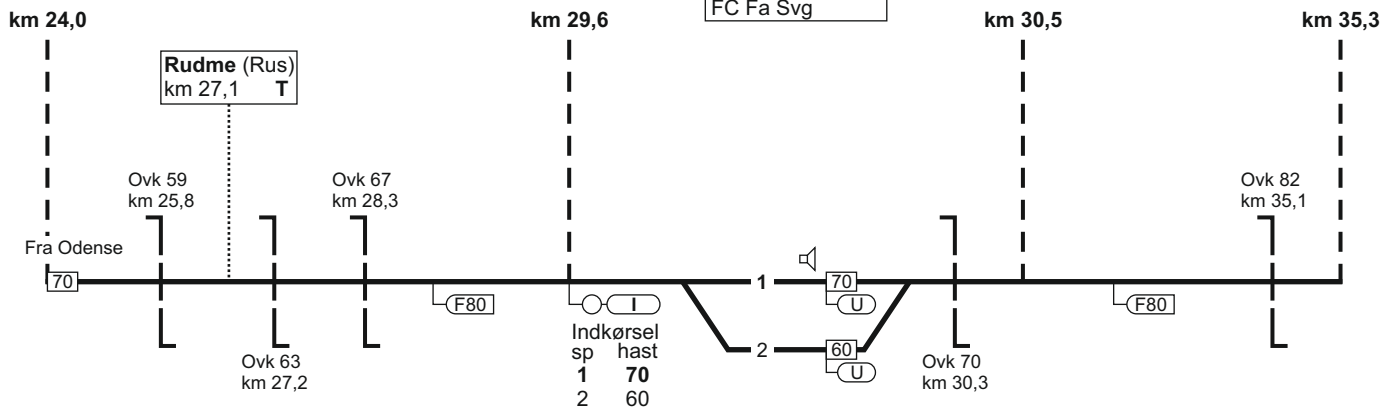 FC Fa Svg
km 24,0
km 29,6
km 30,5
km 35,3
Rudme (Rus)
km 27,1 T
Ovk 59
km 25,8
Ovk 67
km 28,3
Ovk 82
km 35,1
Fra Odense
70
1
70
F80
I
U
F80
Indkørsel
sp hast
1 70
2 60
2
60
U
Ovk 63
km 27,2
Ovk 70
km 30,3